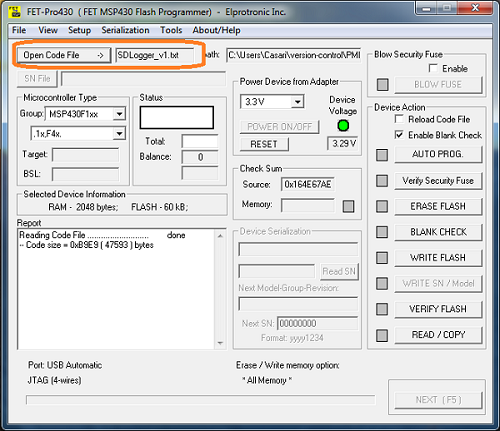 FET-Pro430 ( FET MSP430 Flash Programmer) - Elprotronic Inc.
File View Setup Serialization Tools About/Help
Open Code File -> SDLogger_v1.txt ath: C:\Users\Casari\version-control\PMI
SN File
Microcontroller Type
Group: MSP430F1xx
,1x,F4x.
Target:
BSL:
Status
Total:
Balance: 0
Power Device from Adapter
3.3 V
Device Voltage
POWER ON/OFF
RESET
3.29 V
Check Sum
Source: 0x164E67AE
Memory:
Selected Device Information
RAM - 2048 bytes; FLASH - 60 kB;
Report
Reading Code File ........................... done
-- Code size = 0xB9E9 ( 47593 ) bytes
Device Serialization
Read SN
Next Model-Group-Revision:
Next SN: 00000000
Format: yyyy1234
Blow Security Fuse
Enable
BLOW FUSE
Device Action
Reload Code File
Enable Blank Check
AUTO PROG.
Verify Security Fuse
ERASE FLASH
BLANK CHECK
WRITE FLASH
WRITE SN / Model
VERIFY FLASH
READ / COPY
Port: USB Automatic
JTAG (4-wires)
Erase / Write memory option:
" All Memory "
NEXT ( F5 )